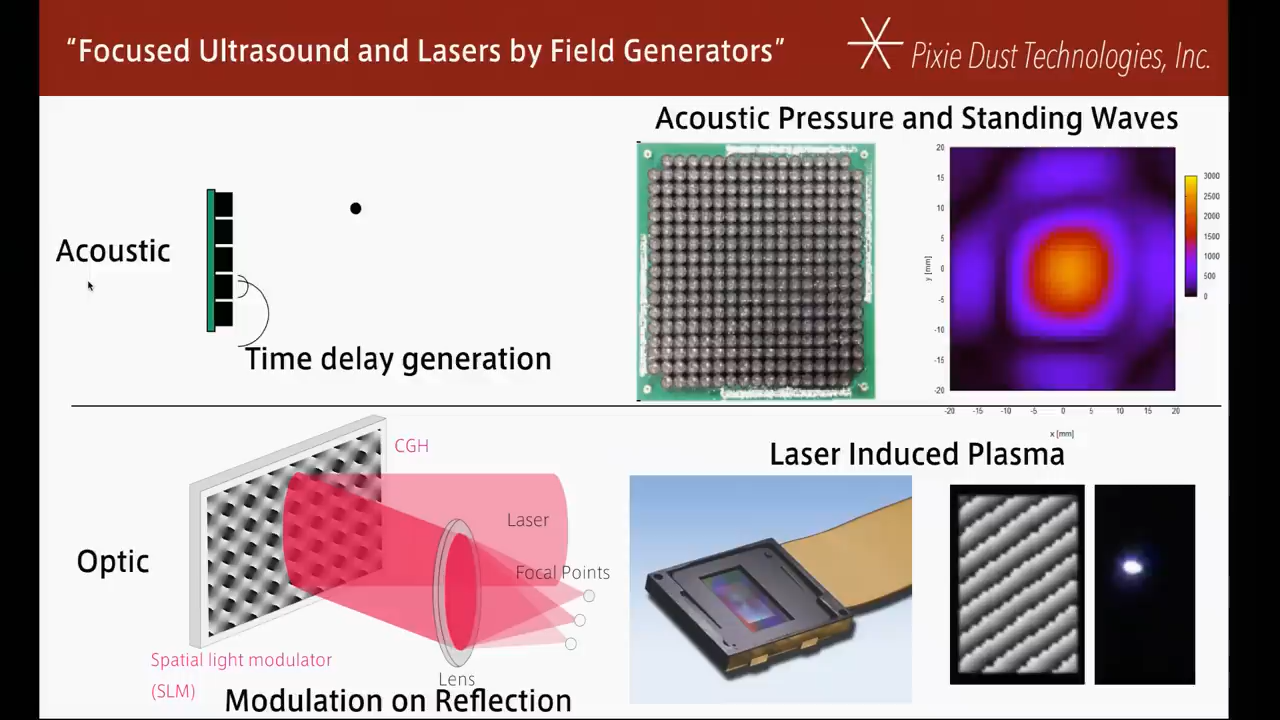 “Focused Ultrasound and Lasers by Field Generators”
Pixie Dust Technologies, Inc.
Acoustic Pressure and Standing Waves
Acoustic
Time delay generation
20
15
10
5
0
-5
-10
-15
-20
y [mm]
-20 -15 -10 -5 0 5 10 15 20
x [mm]
3000
2500
2000
1500
1000
500
0
Optic
CGH
Laser
Focal Points
Lens
Spatial light modulator
(SLM)
Modulation on Reflection
Laser Induced Plasma